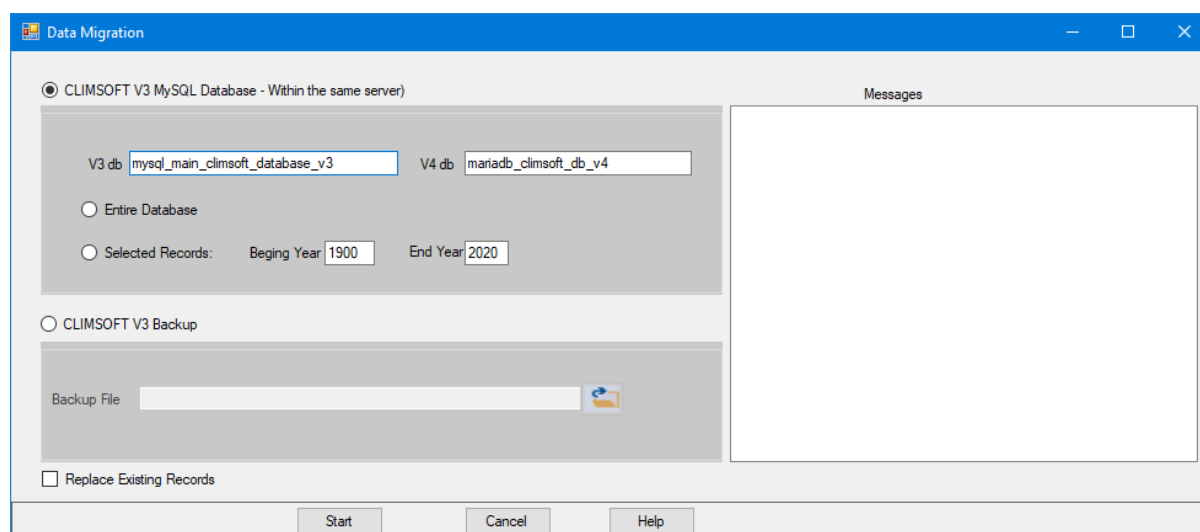 Data Migration
CLIMSOFT V3 MySQL Database - Within the same server)
Messages
V3 db mysql_main_climsoft_database_v3 V4 db mariadb_climsoft_db_v4
Entire Database
Selected Records: Beging Year 1900 End Year 2020
CLIMSOFT V3 Backup
Backup File
Replace Existing Records
Start Cancel Help